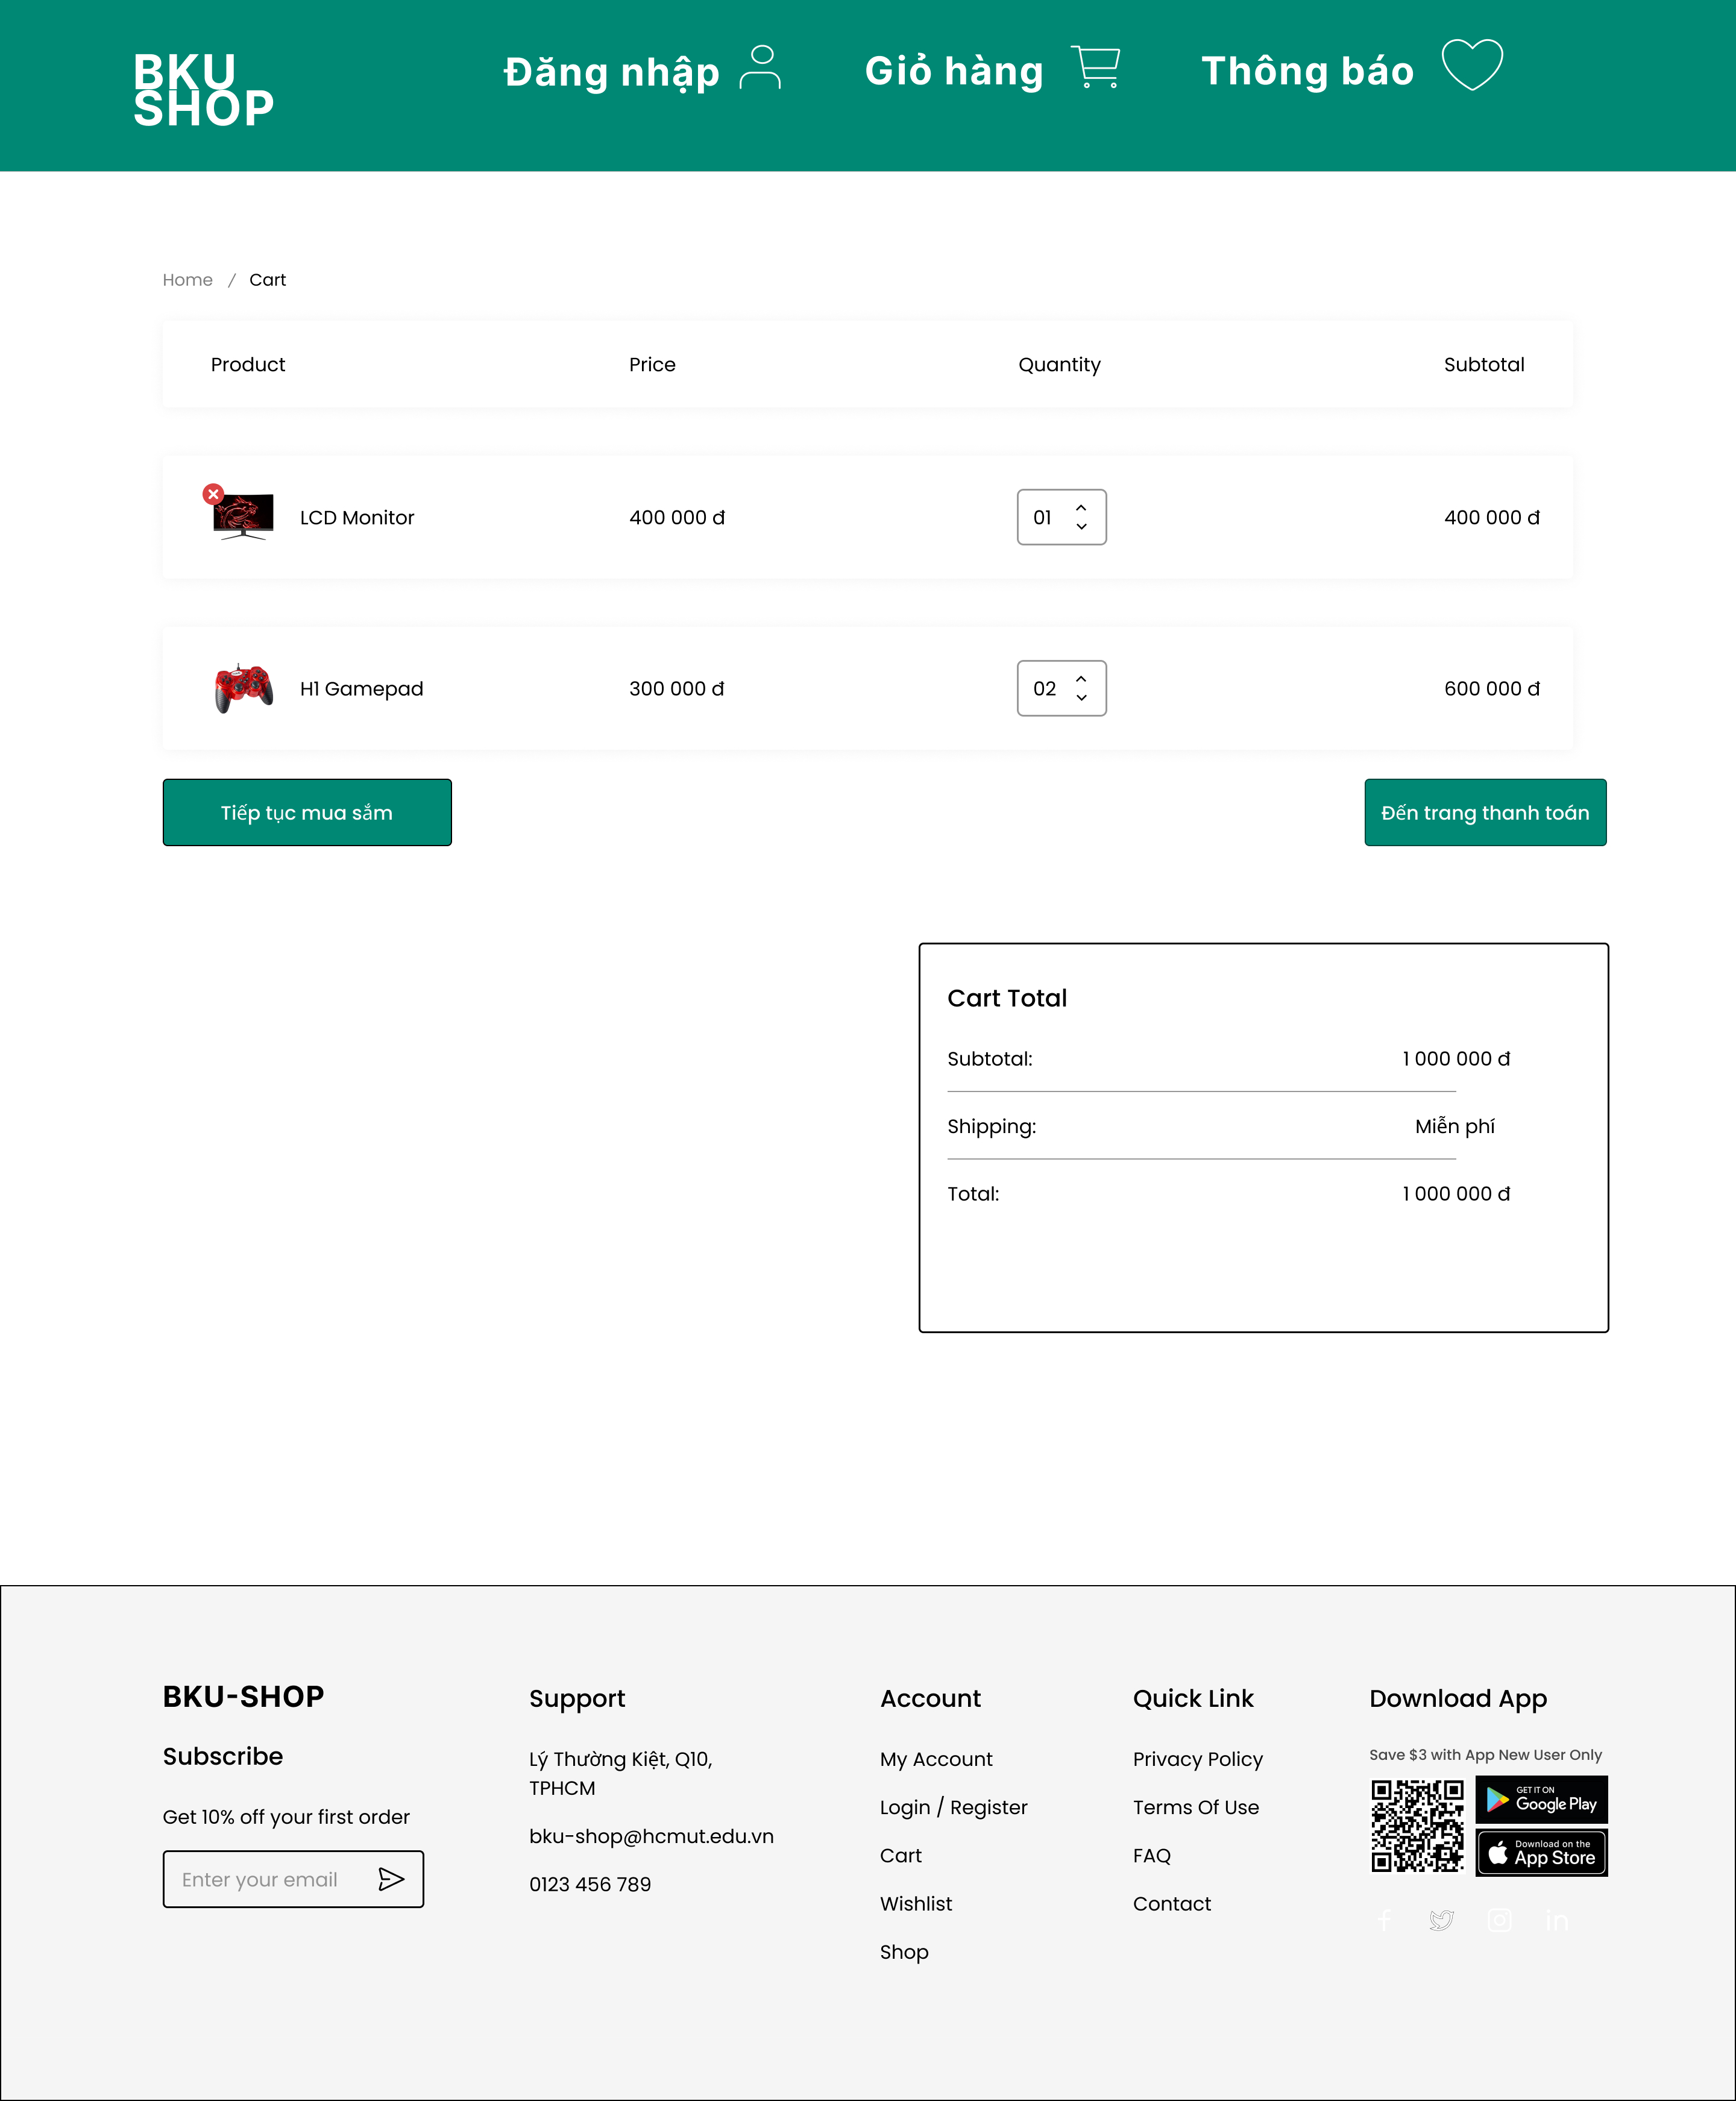 BKU
SHOP
Đăng nhập
Giỏ hàng
Thông báo
Home / Cart
Product Price Quantity Subtotal
LCD Monitor 400 000 đ 01 400 000 đ
H1 Gamepad 300 000 đ 02 600 000 đ
Tiếp tục mua sắm
Đến trang thanh toán
Cart Total
Subtotal: 1 000 000 đ
Shipping: Miễn phí
Total: 1 000 000 đ
BKU-SHOP
Subscribe
Get 10% off your first order
Enter your email
Support
Lý Thường Kiệt, Q10,
TPHCM
bku-shop@hcmut.edu.vn
0123 456 789
Account
My Account
Login / Register
Cart
Wishlist
Shop
Quick Link
Privacy Policy
Terms Of Use
FAQ
Contact
Download App
Save $3 with App New User Only
GET IT ON
Google Play
Download on the
App Store